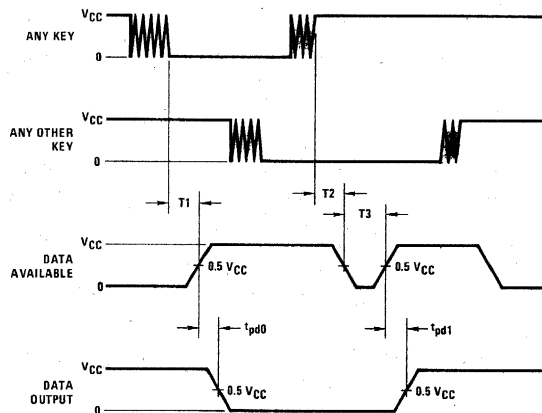 VCC
ANY KEY
0
VCC
ANY OTHER
KEY
0
T1
T2
T3
VCC
DATA
AVAILABLE
0.5 VCC
0.5 VCC
0
tpd0
tpd1
VCC
DATA
OUTPUT
0.5 VCC
0.5 VCC
0